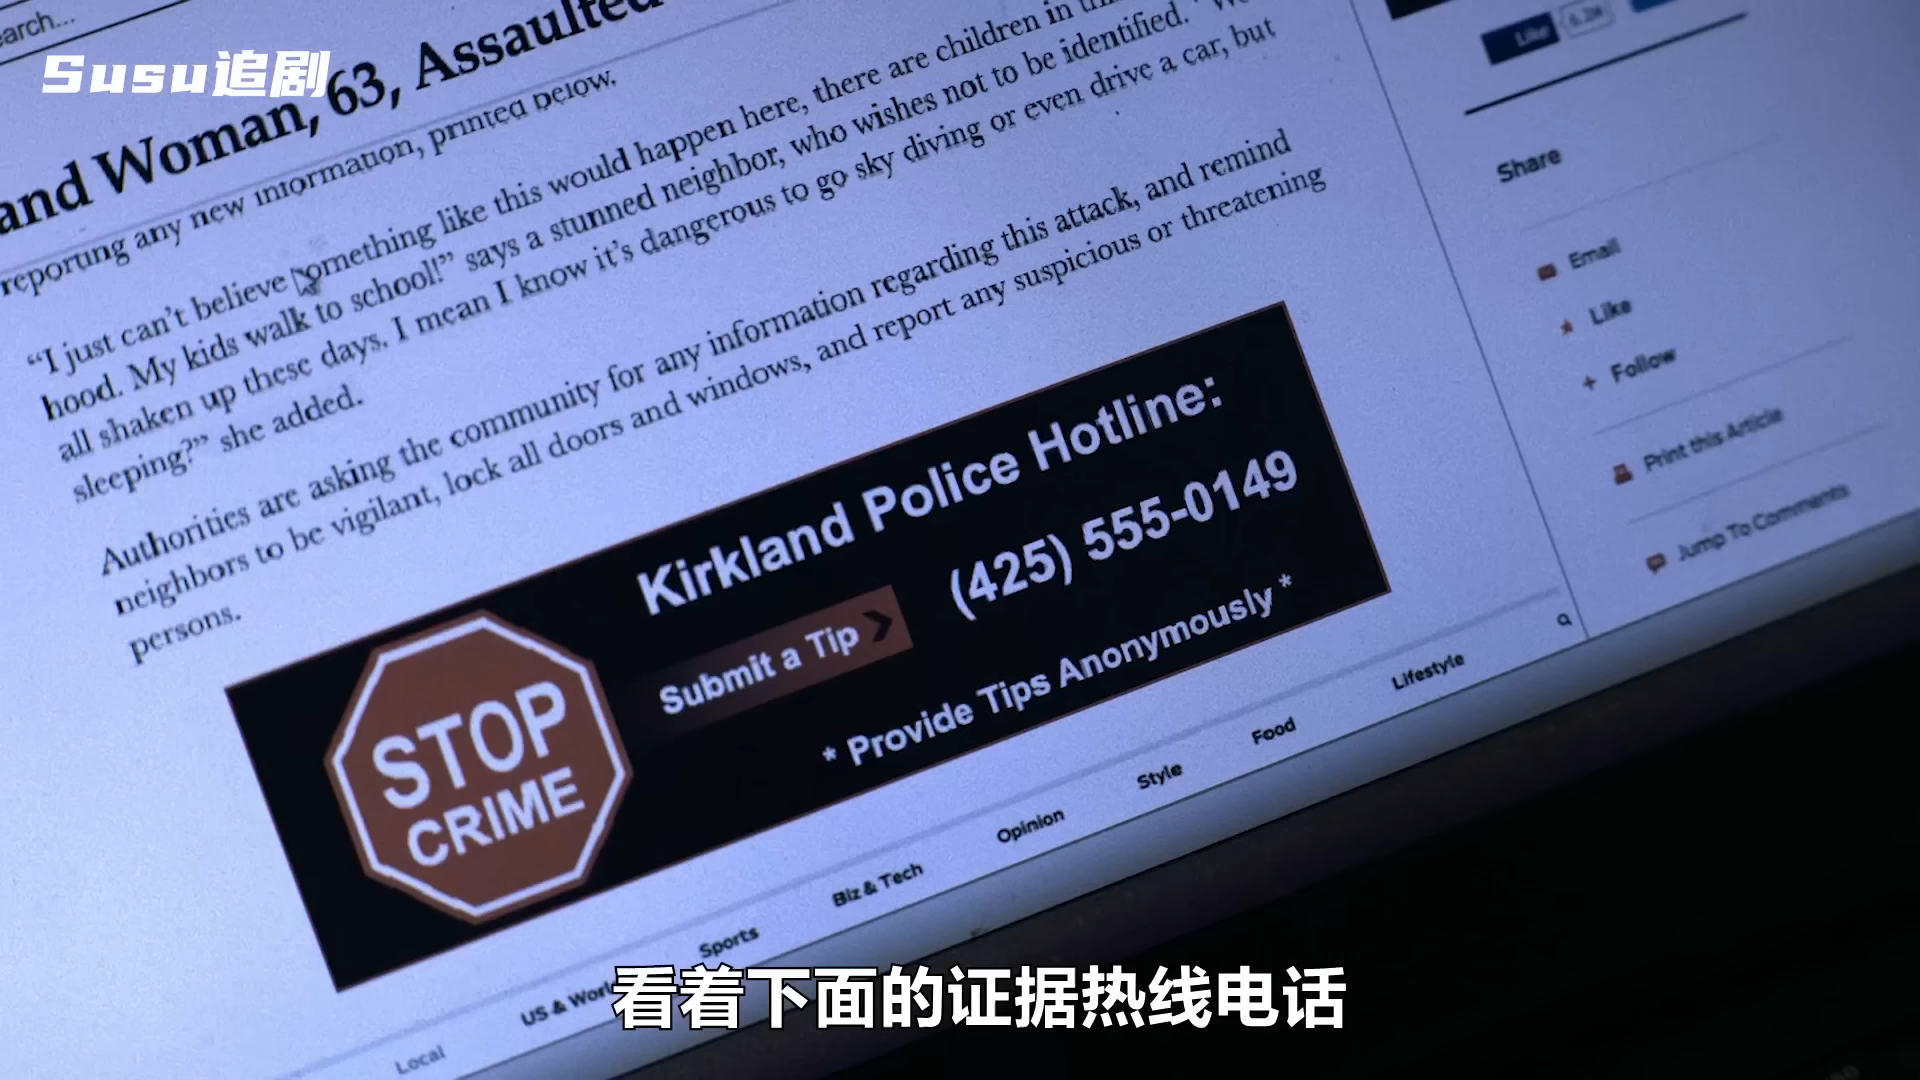 earch...
Susu追剧
and Woman, 63, Assaulted
reporting any new information, printed below.
“I just can’t believe something like this would happen here, there are children in
hood. My kids walk to school!” says a stunned neighbor, who wishes not to be identified.
all shaken up these days. I mean I know it’s dangerous to go sky diving or even drive a car, but
sleeping?” she added.
Authorities are asking the community for any information regarding this attack, and remind
neighbors to be vigilant, lock all doors and windows, and report any suspicious or threatening
persons.
STOP
CRIME
Kirkland Police Hotline:
Submit a Tip
(425) 555-0149
* Provide Tips Anonymously *
Like
Share
Email
Like
Follow
Print this Article
Jump To Comments
Local
Sports
Biz & Tech
Opinion
Style
Food
Lifestyle
看着下面的证据热线电话